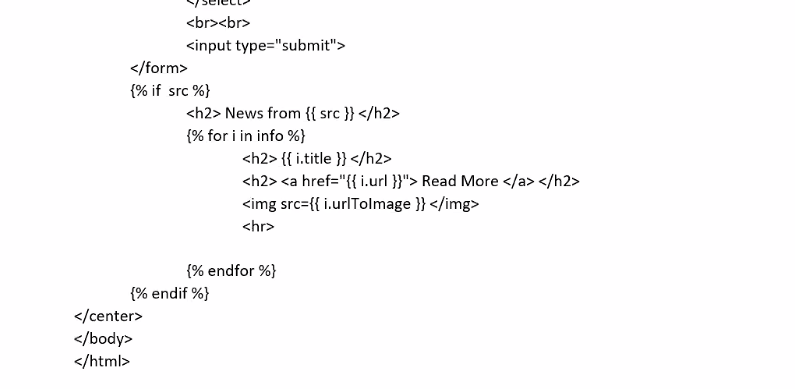 </select>
<br><br>
<input type="submit">
</form>
{% if  src %}
<h2> News from {{ src }} </h2>
{% for i in info %}
<h2> {{ i.title }} </h2>
<h2> <a href="{{ i.url }}"> Read More </a> </h2>
<img src={{ i.urlToImage }} </img>
<hr>
{% endfor %}
{% endif %}
</center>
</body>
</html>